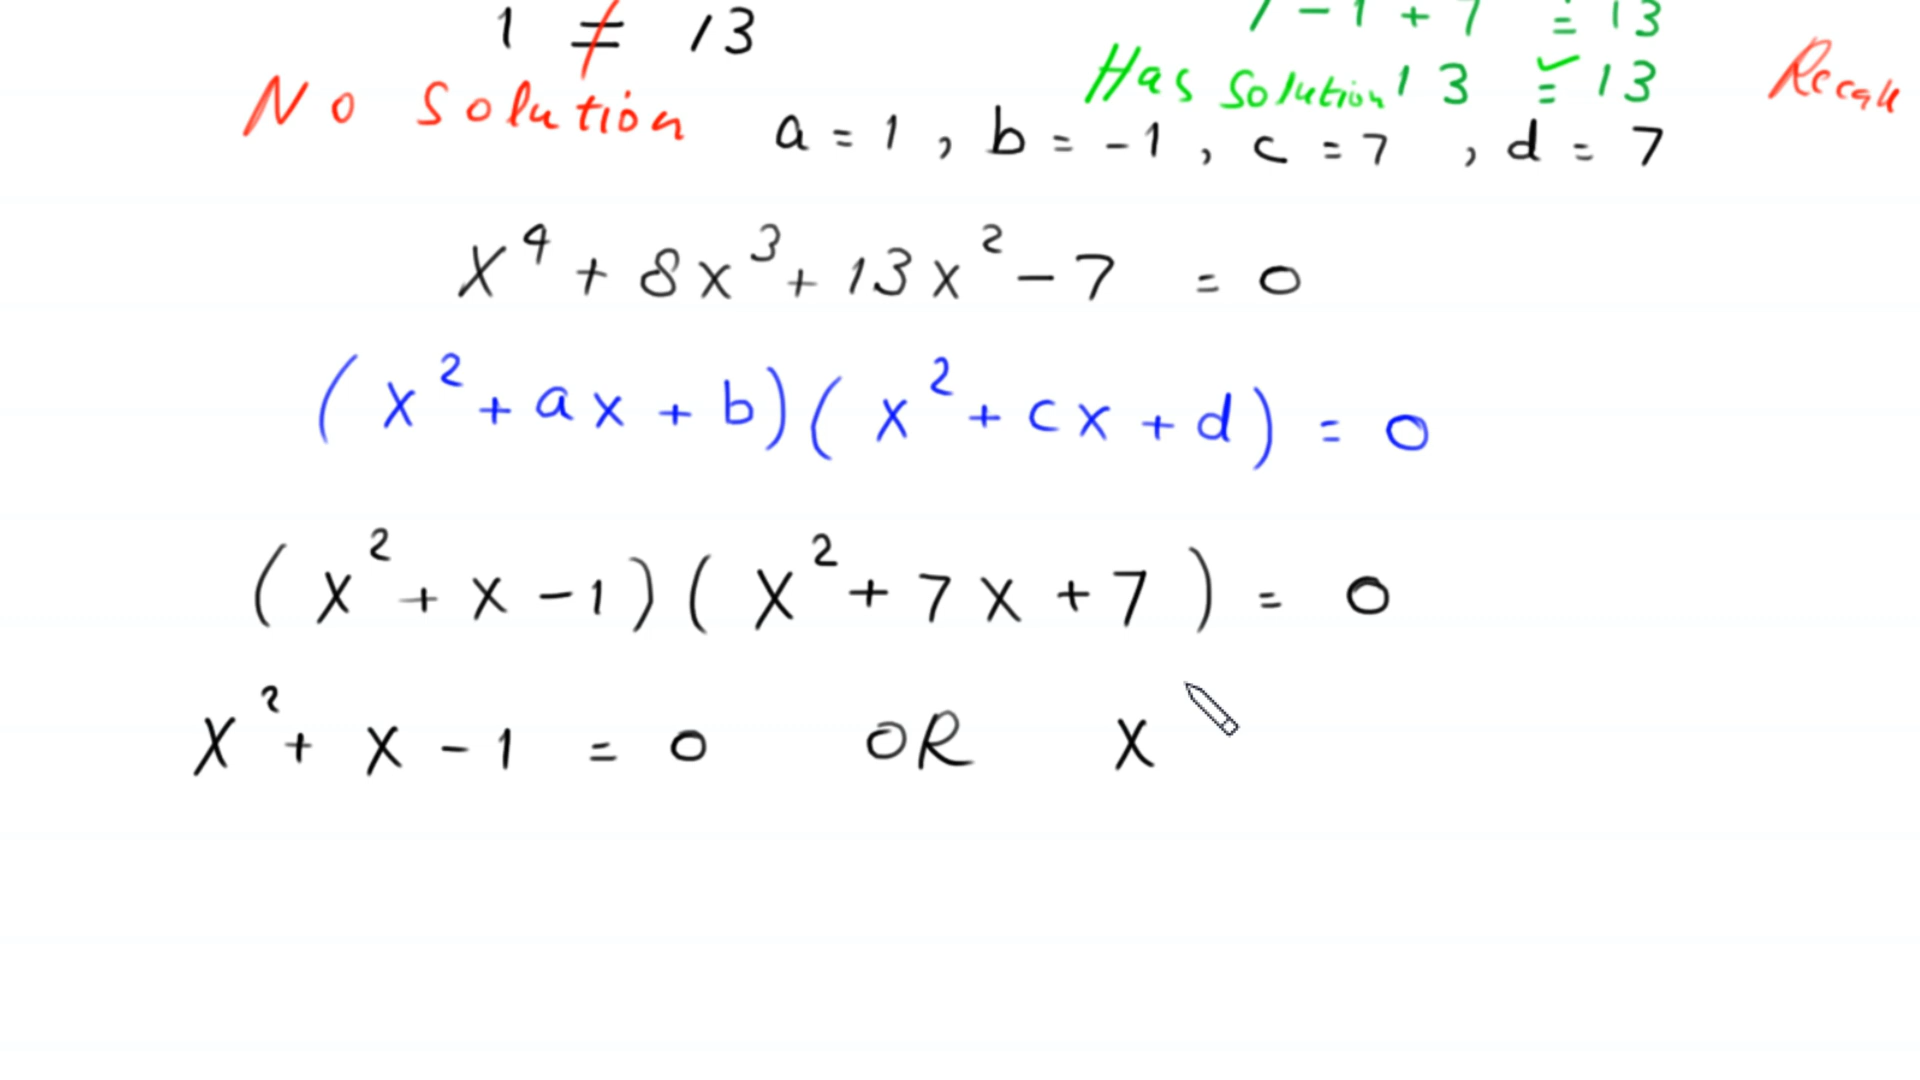 1 ≠ 13
7 - 1 + 7 = 13
No Solution
Has Solution 13 = 13
a = 1 , b = -1 , c = 7 , d = 7
x⁴ + 8x³ + 13x² - 7 = 0
(x² + ax + b)(x² + cx + d) = 0
(x² + x - 1)(x² + 7x + 7) = 0
x² + x - 1 = 0 OR x